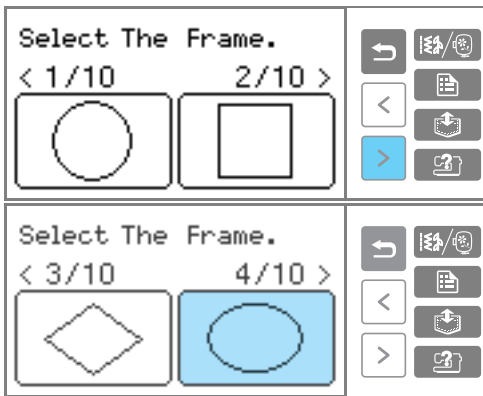 Select The Frame.
< 1/10 2/10 >
<
>
Select The Frame.
< 3/10 4/10 >
<
>